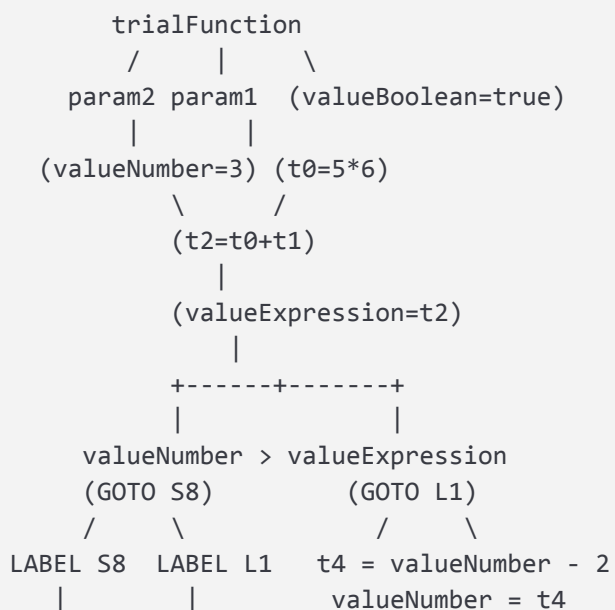 trialFunction
/ | \
param2 param1 (valueBoolean=true)
| |
(valueNumber=3) (t0=5*6)
\ /
(t2=t0+t1)
|
(valueExpression=t2)
|
+------+-------+
| |
valueNumber > valueExpression
(GOTO S8) (GOTO L1)
/ \ / \
LABEL S8 LABEL L1 t4 = valueNumber - 2
| | valueNumber = t4